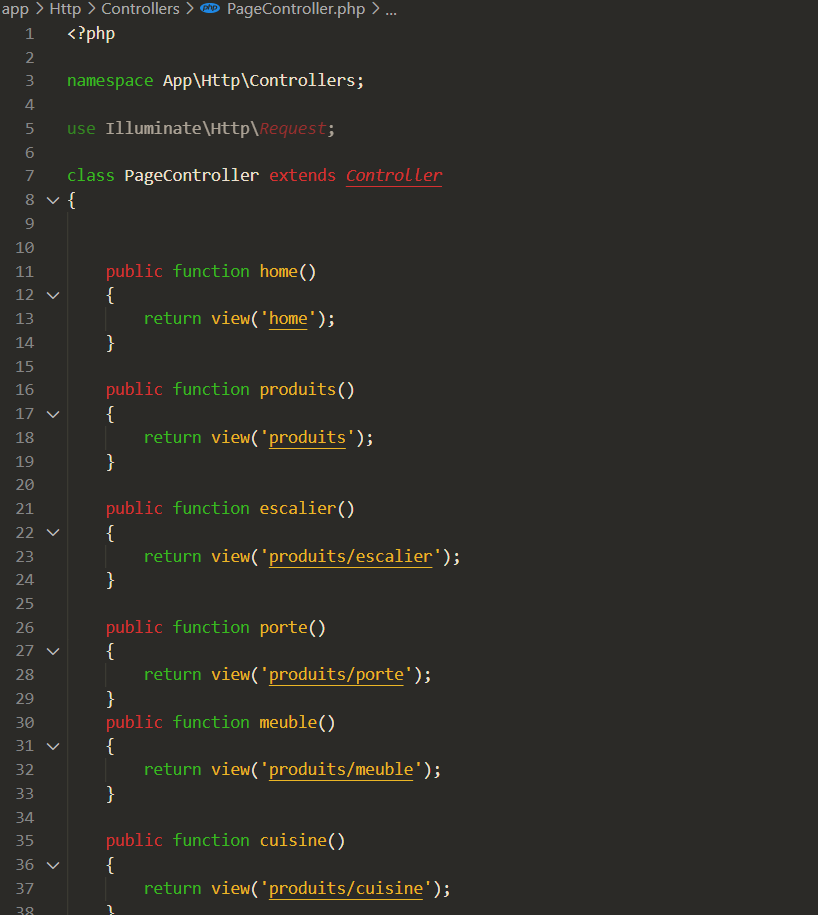 app > Http > Controllers > php PageController.php > ...
1 <?php
2
3 namespace App\Http\Controllers;
4
5 use Illuminate\Http\Request;
6
7 class PageController extends Controller
8 {
9
10
11 public function home()
12 {
13 return view('home');
14 }
15
16 public function produits()
17 {
18 return view('produits');
19 }
20
21 public function escalier()
22 {
23 return view('produits/escalier');
24 }
25
26 public function porte()
27 {
28 return view('produits/porte');
29 }
30 public function meuble()
31 {
32 return view('produits/meuble');
33 }
34
35 public function cuisine()
36 {
37 return view('produits/cuisine');
38 }